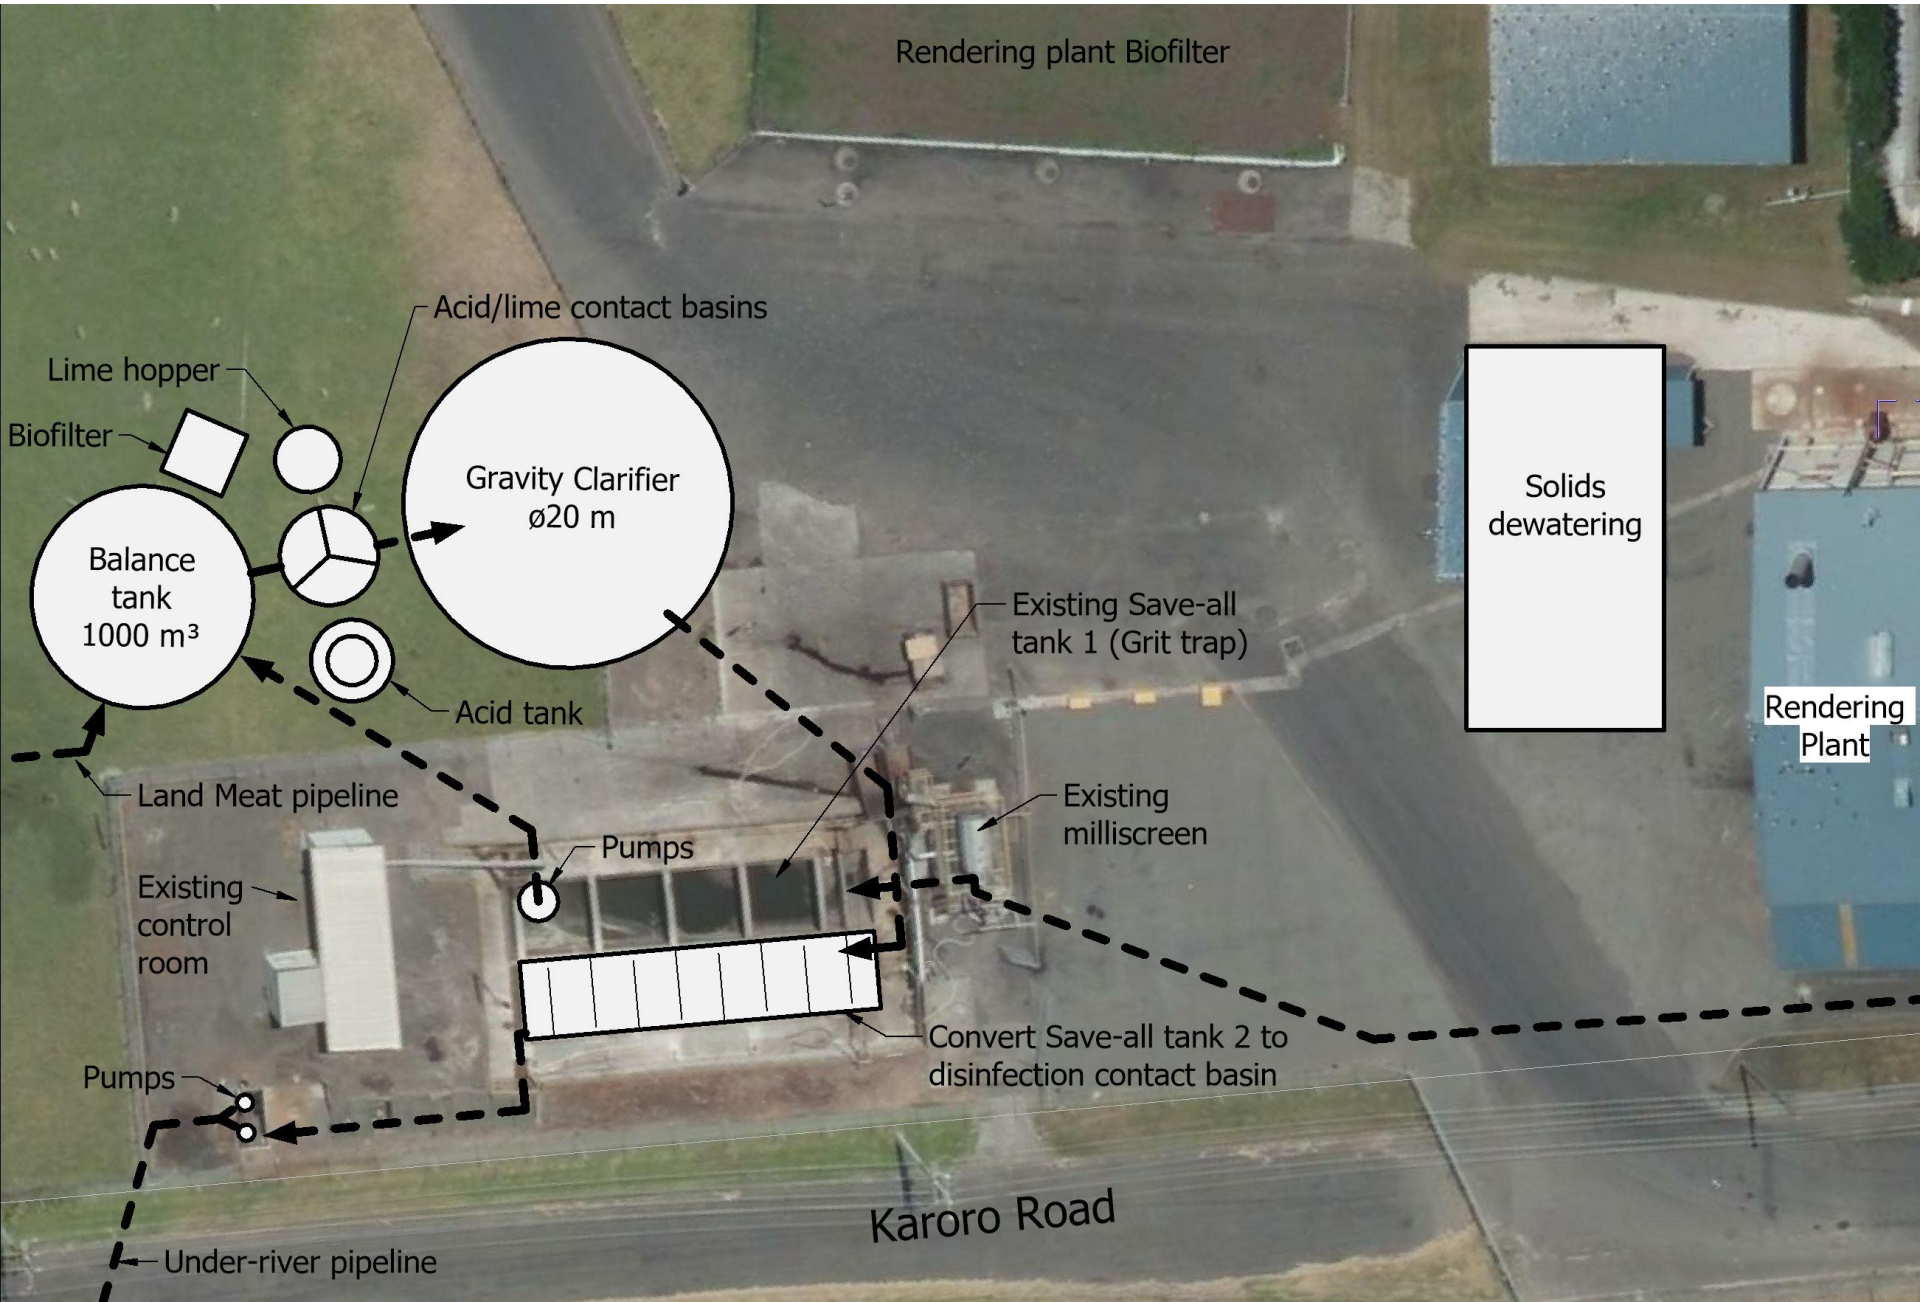 Rendering plant Biofilter
Acid/lime contact basins
Lime hopper
Biofilter
Gravity Clarifier
ø20 m
Solids
dewatering
Balance
tank
1000 m³
Existing Save-all
tank 1 (Grit trap)
Acid tank
Rendering
Plant
Land Meat pipeline
Existing
milliscreen
Pumps
Existing
control
room
Convert Save-all tank 2 to
disinfection contact basin
Pumps
Karoro Road
Under-river pipeline